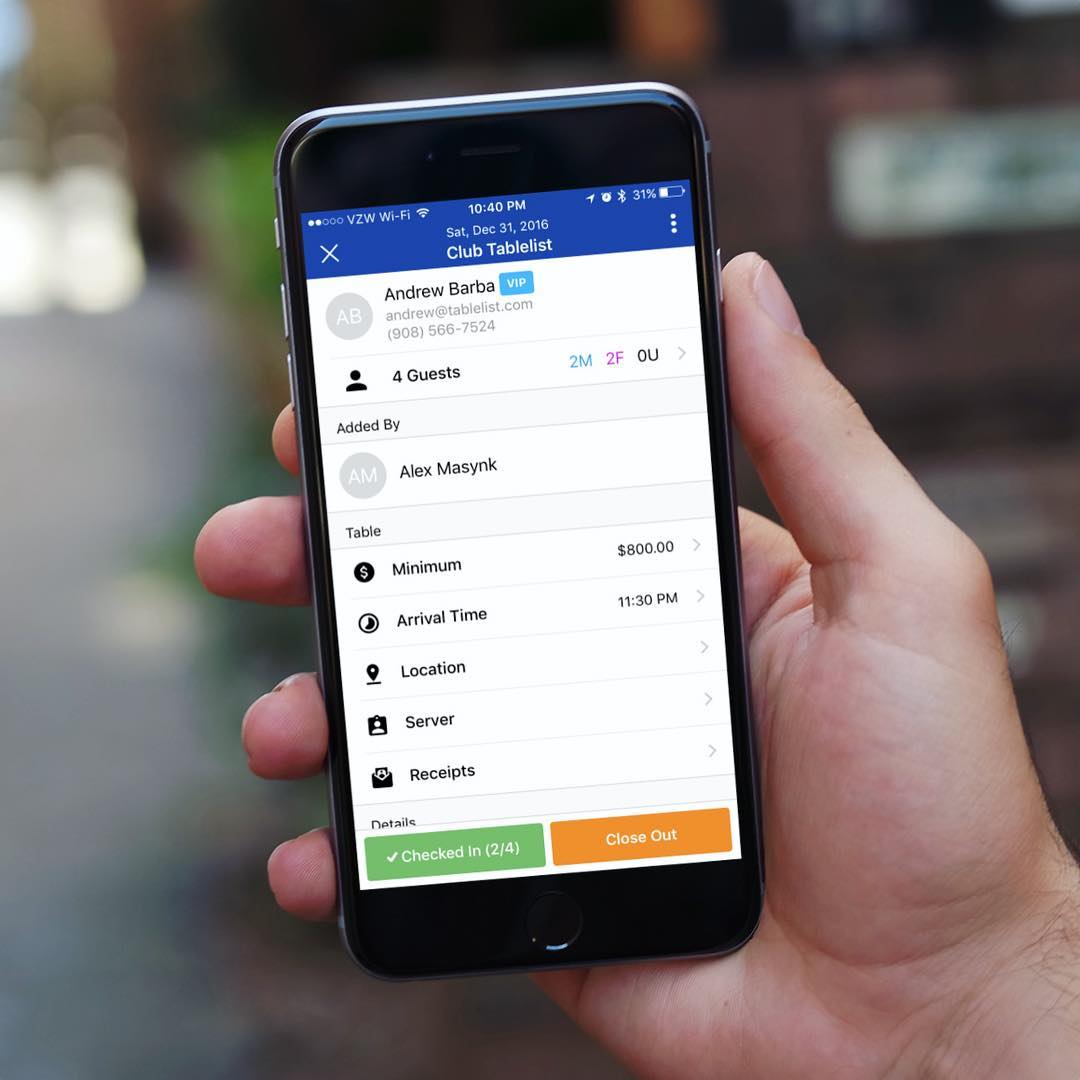 VZW Wi-Fi 10:40 PM 31%
Sat, Dec 31, 2016
Club Tablelist
AB
Andrew Barba VIP
andrew@tablelist.com
(908) 566-7524
4 Guests 2M 2F 0U
Added By
AM Alex Masynk
Table
Minimum $800.00
Arrival Time 11:30 PM
Location
Server
Receipts
Details
✓ Checked In (2/4) Close Out